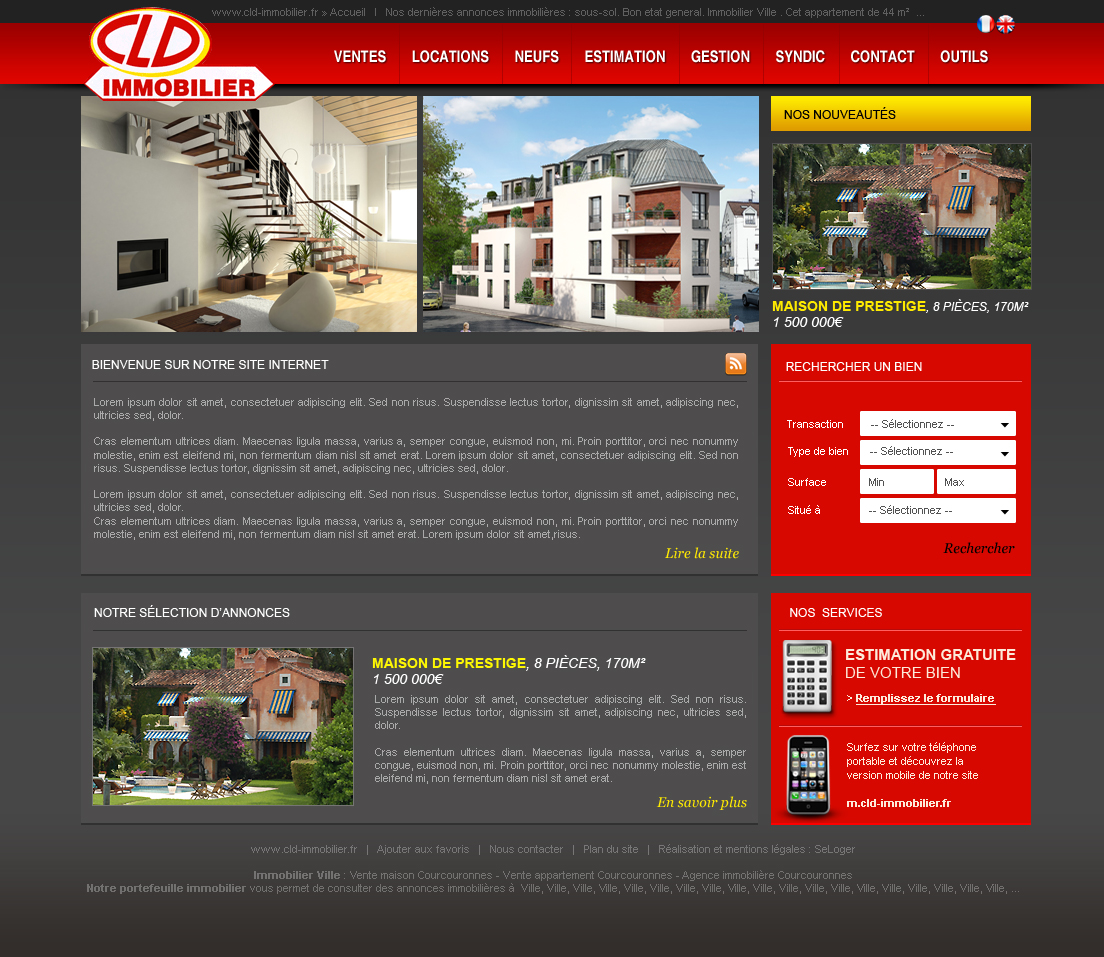 www.cld-immobilier.fr » Accueil | Nos dernières annonces immobilières : sous-sol. Bon etat general. Immobilier Ville . Cet appartement de 44 m² ...
CLD
IMMOBILIER
VENTES LOCATIONS NEUFS ESTIMATION GESTION SYNDIC CONTACT OUTILS
NOS NOUVEAUTÉS
MAISON DE PRESTIGE, 8 PIÈCES, 170M²
1 500 000€
BIENVENUE SUR NOTRE SITE INTERNET
Lorem ipsum dolor sit amet, consectetuer adipiscing elit. Sed non risus. Suspendisse lectus tortor, dignissim sit amet, adipiscing nec,
ultricies sed, dolor.
Cras elementum ultrices diam. Maecenas ligula massa, varius a, semper congue, euismod non, mi. Proin porttitor, orci nec nonummy
molestie, enim est eleifend mi, non fermentum diam nisl sit amet erat. Lorem ipsum dolor sit amet, consectetuer adipiscing elit. Sed non
risus. Suspendisse lectus tortor, dignissim sit amet, adipiscing nec, ultricies sed, dolor.
Lorem ipsum dolor sit amet, consectetuer adipiscing elit. Sed non risus. Suspendisse lectus tortor, dignissim sit amet, adipiscing nec,
ultricies sed, dolor.
Cras elementum ultrices diam. Maecenas ligula massa, varius a, semper congue, euismod non, mi. Proin porttitor, orci nec nonummy
molestie, enim est eleifend mi, non fermentum diam nisl sit amet erat. Lorem ipsum dolor sit amet,risus.
Lire la suite
RECHERCHER UN BIEN
Transaction -- Sélectionnez --
Type de bien -- Sélectionnez --
Surface Min Max
Situé à -- Sélectionnez --
Rechercher
NOTRE SÉLECTION D'ANNONCES
MAISON DE PRESTIGE, 8 PIÈCES, 170M²
1 500 000€
Lorem ipsum dolor sit amet, consectetuer adipiscing elit. Sed non risus.
Suspendisse lectus tortor, dignissim sit amet, adipiscing nec, ultricies sed,
dolor.
Cras elementum ultrices diam. Maecenas ligula massa, varius a, semper
congue, euismod non, mi. Proin porttitor, orci nec nonummy molestie, enim est
eleifend mi, non fermentum diam nisl sit amet erat.
En savoir plus
NOS SERVICES
ESTIMATION GRATUITE
DE VOTRE BIEN
> Remplissez le formulaire
Surfez sur votre téléphone
portable et découvrez la
version mobile de notre site
m.cld-immobilier.fr
www.cld-immobilier.fr | Ajouter aux favoris | Nous contacter | Plan du site | Réalisation et mentions légales : SeLoger
Immobilier Ville : Vente maison Courcouronnes - Vente appartement Courcouronnes - Agence immobilière Courcouronnes
Notre portefeuille immobilier vous permet de consulter des annonces immobilières à Ville, Ville, Ville, Ville, Ville, Ville, Ville, Ville, Ville, Ville, Ville, Ville, Ville, Ville, Ville, Ville, Ville, Ville, Ville, ...